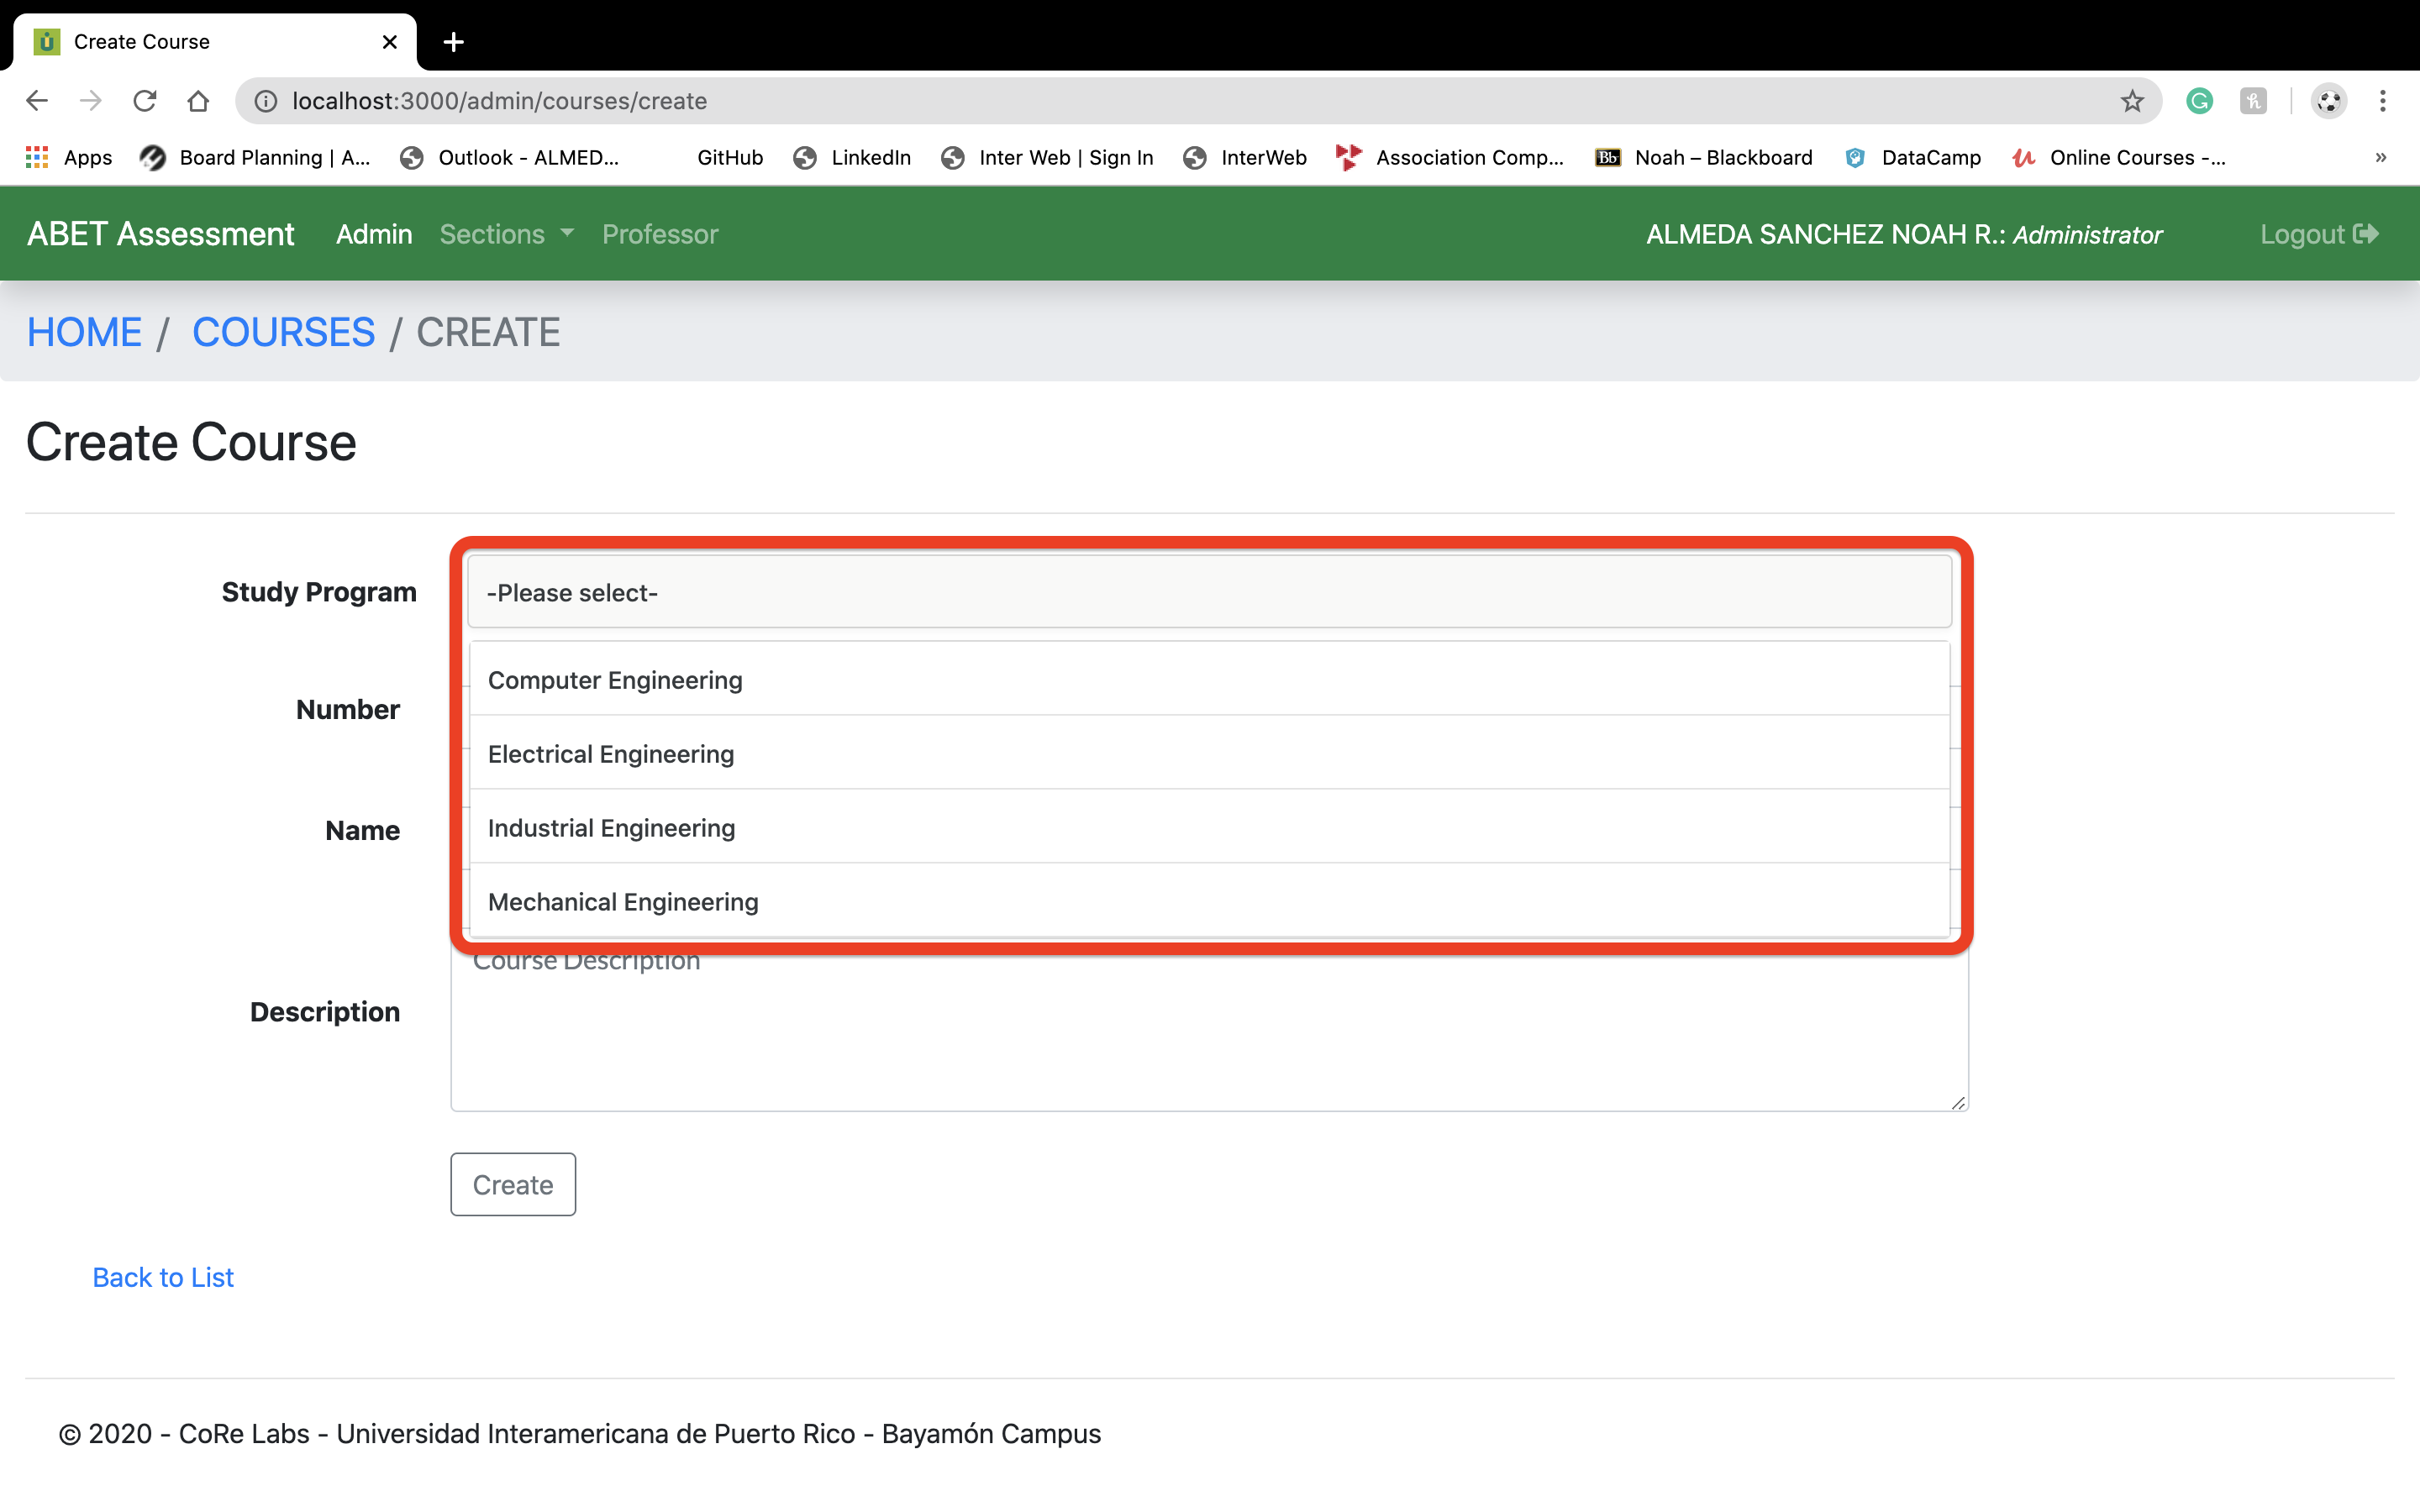 Create Course
localhost:3000/admin/courses/create
Apps Board Planning | A... Outlook - ALMED... GitHub LinkedIn Inter Web | Sign In InterWeb Association Comp... Bb Noah – Blackboard DataCamp Online Courses -... »
ABET Assessment Admin Sections Professor ALMEDA SANCHEZ NOAH R.: Administrator Logout
HOME / COURSES / CREATE
Create Course
Study Program -Please select-
Computer Engineering
Number
Electrical Engineering
Industrial Engineering
Name
Mechanical Engineering
Course Description
Description
Create
Back to List
© 2020 - CoRe Labs - Universidad Interamericana de Puerto Rico - Bayamón Campus